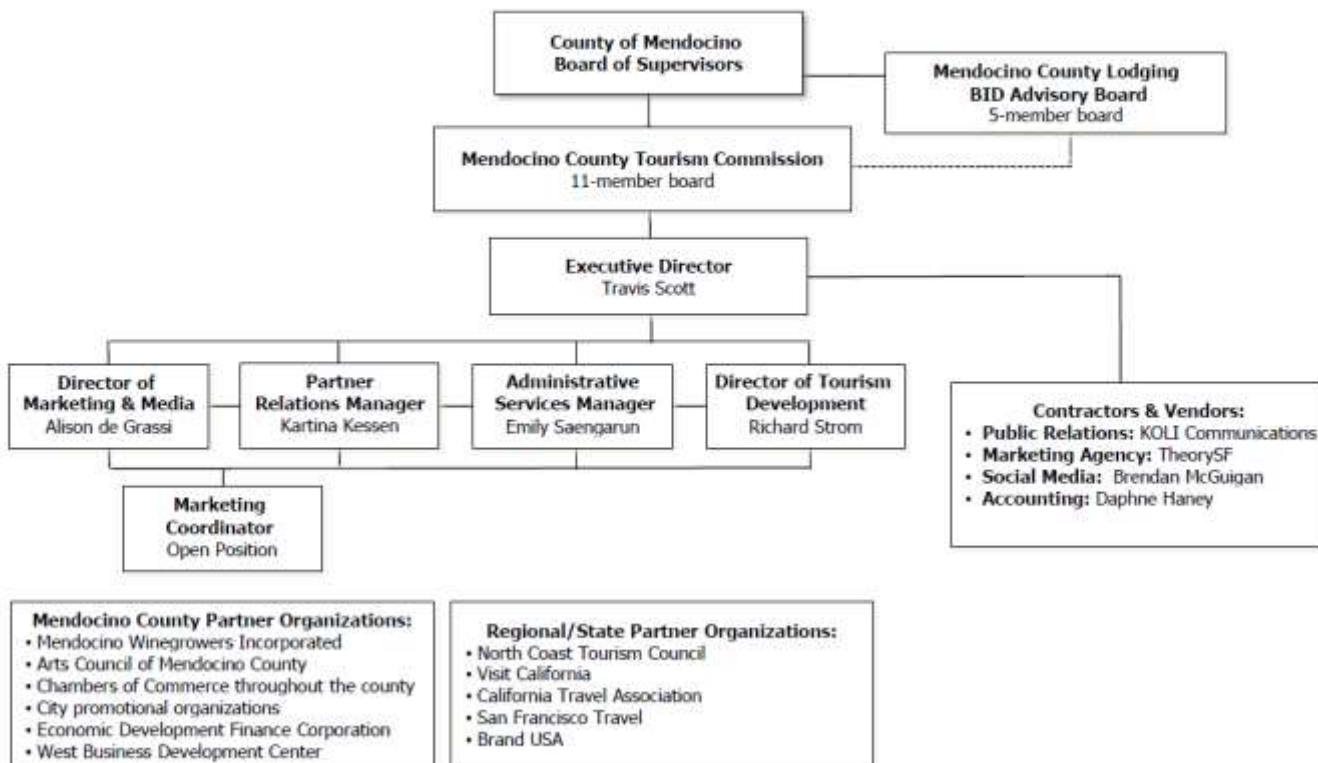 County of Mendocino
Board of Supervisors
Mendocino County Lodging
BID Advisory Board
5-member board
Mendocino County Tourism Commission
11-member board
Executive Director
Travis Scott
Director of
Marketing & Media
Alison de Grassi
Partner
Relations Manager
Kartina Kessen
Administrative
Services Manager
Emily Saengarun
Director of Tourism
Development
Richard Strom
Contractors & Vendors:
• Public Relations: KOLI Communications
• Marketing Agency: TheorySF
• Social Media: Brendan McGuigan
• Accounting: Daphne Haney
Marketing
Coordinator
Open Position
Mendocino County Partner Organizations:
• Mendocino Winegrowers Incorporated
• Arts Council of Mendocino County
• Chambers of Commerce throughout the county
• City promotional organizations
• Economic Development Finance Corporation
• West Business Development Center
Regional/State Partner Organizations:
• North Coast Tourism Council
• Visit California
• California Travel Association
• San Francisco Travel
• Brand USA